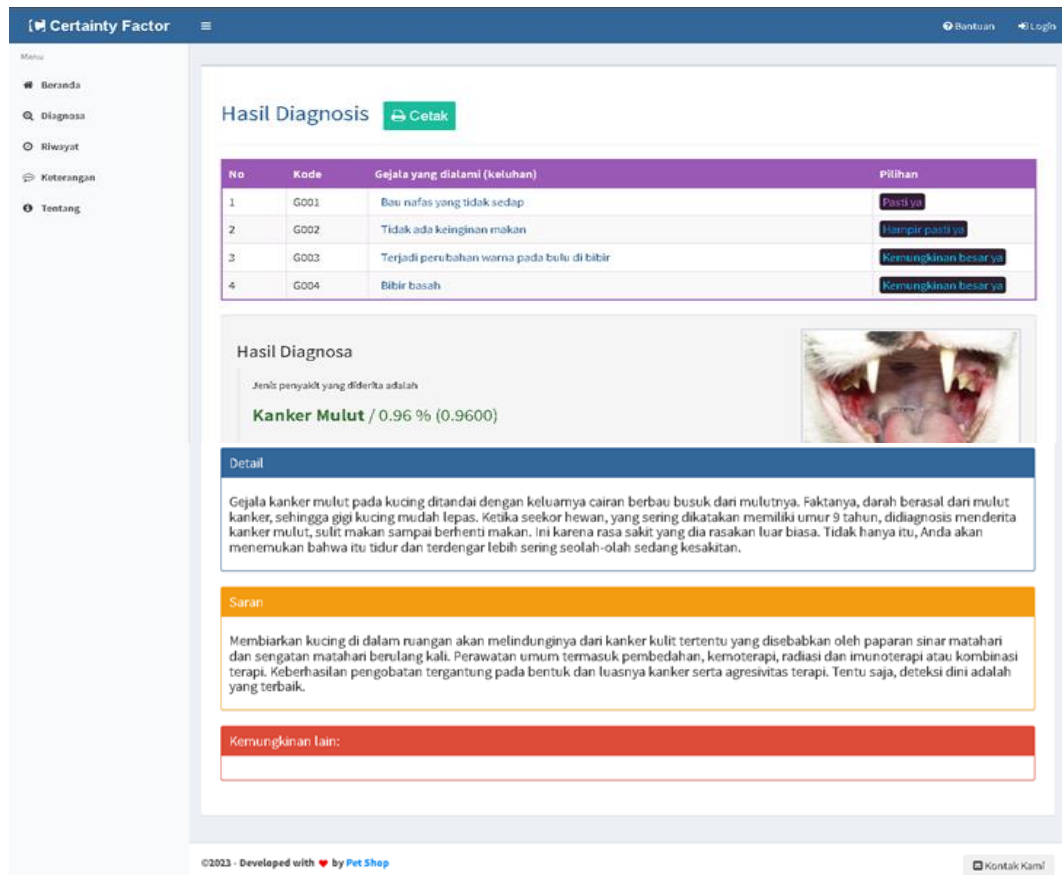 Certainty Factor
Bantuan Login
Menu
Beranda
Diagnosa
Riwayat
Keterangan
Tentang
Hasil Diagnosis Cetak
No Kode Gejala yang dialami (keluhan) Pilihan
1 G001 Bau nafas yang tidak sedap Pasti ya
2 G002 Tidak ada keinginan makan Hampir pasti ya
3 G003 Terjadi perubahan warna pada bulu di bibir Kemungkinan besar ya
4 G004 Bibir basah Kemungkinan besar ya
Hasil Diagnosa
Jenis penyakit yang diderita adalah
Kanker Mulut / 0.96 % (0.9600)
Detail
Gejala kanker mulut pada kucing ditandai dengan keluarnya cairan berbau busuk dari mulutnya. Faktanya, darah berasal dari mulut
kanker, sehingga gigi kucing mudah lepas. Ketika seekor hewan, yang sering dikatakan memiliki umur 9 tahun, didiagnosis menderita
kanker mulut, sulit makan sampai berhenti makan. Ini karena rasa sakit yang dia rasakan luar biasa. Tidak hanya itu, Anda akan
menemukan bahwa itu tidur dan terdengar lebih sering seolah-olah sedang kesakitan.
Saran
Membiarkan kucing di dalam ruangan akan melindunginya dari kanker kulit tertentu yang disebabkan oleh paparan sinar matahari
dan sengatan matahari berulang kali. Perawatan umum termasuk pembedahan, kemoterapi, radiasi dan imunoterapi atau kombinasi
terapi. Keberhasilan pengobatan tergantung pada bentuk dan luasnya kanker serta agresivitas terapi. Tentu saja, deteksi dini adalah
yang terbaik.
Kemungkinan lain:
©2023 - Developed with ❤ by Pet Shop
Kontak Kami